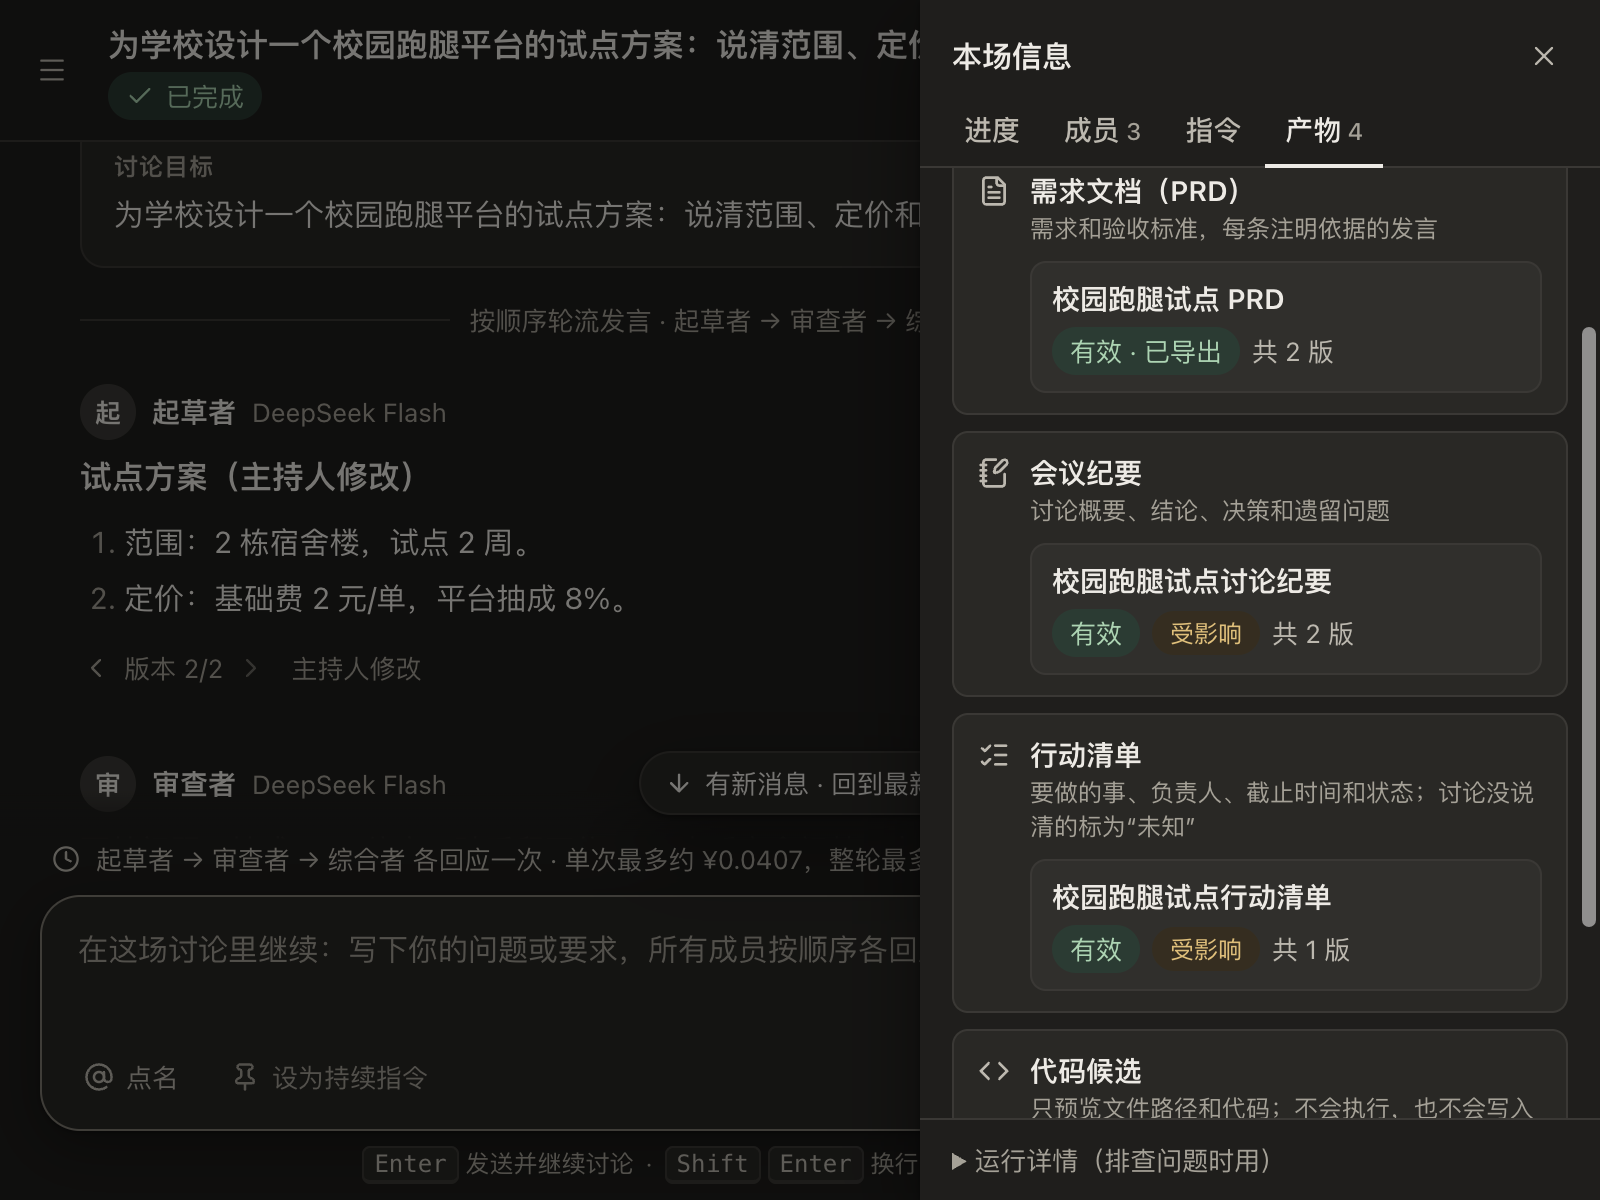 为学校设计一个校园跑腿平台的试点方案：说清范围、定价
已完成
讨论目标
为学校设计一个校园跑腿平台的试点方案：说清范围、定价和
按顺序轮流发言 · 起草者 → 审查者 →
起 起草者 DeepSeek Flash
试点方案（主持人修改）
1. 范围：2 栋宿舍楼，试点 2 周。
2. 定价：基础费 2 元/单，平台抽成 8%。
版本 2/2 主持人修改
审 审查者 DeepSeek Flash
有新消息 · 回到最新
起草者 → 审查者 → 综合者 各回应一次 · 单次最多约 ¥0.0407，整轮最多
在这场讨论里继续：写下你的问题或要求，所有成员按顺序各回
@ 点名 设为持续指令
Enter 发送并继续讨论 · Shift Enter 换行
本场信息
进度 成员 3 指令 产物 4
需求文档（PRD）
需求和验收标准，每条注明依据的发言
校园跑腿试点 PRD
有效 · 已导出 共 2 版
会议纪要
讨论概要、结论、决策和遗留问题
校园跑腿试点讨论纪要
有效 受影响 共 2 版
行动清单
要做的事、负责人、截止时间和状态；讨论没说
清的标为“未知”
校园跑腿试点行动清单
有效 受影响 共 1 版
代码候选
只预览文件路径和代码；不会执行，也不会写入
运行详情（排查问题时用）